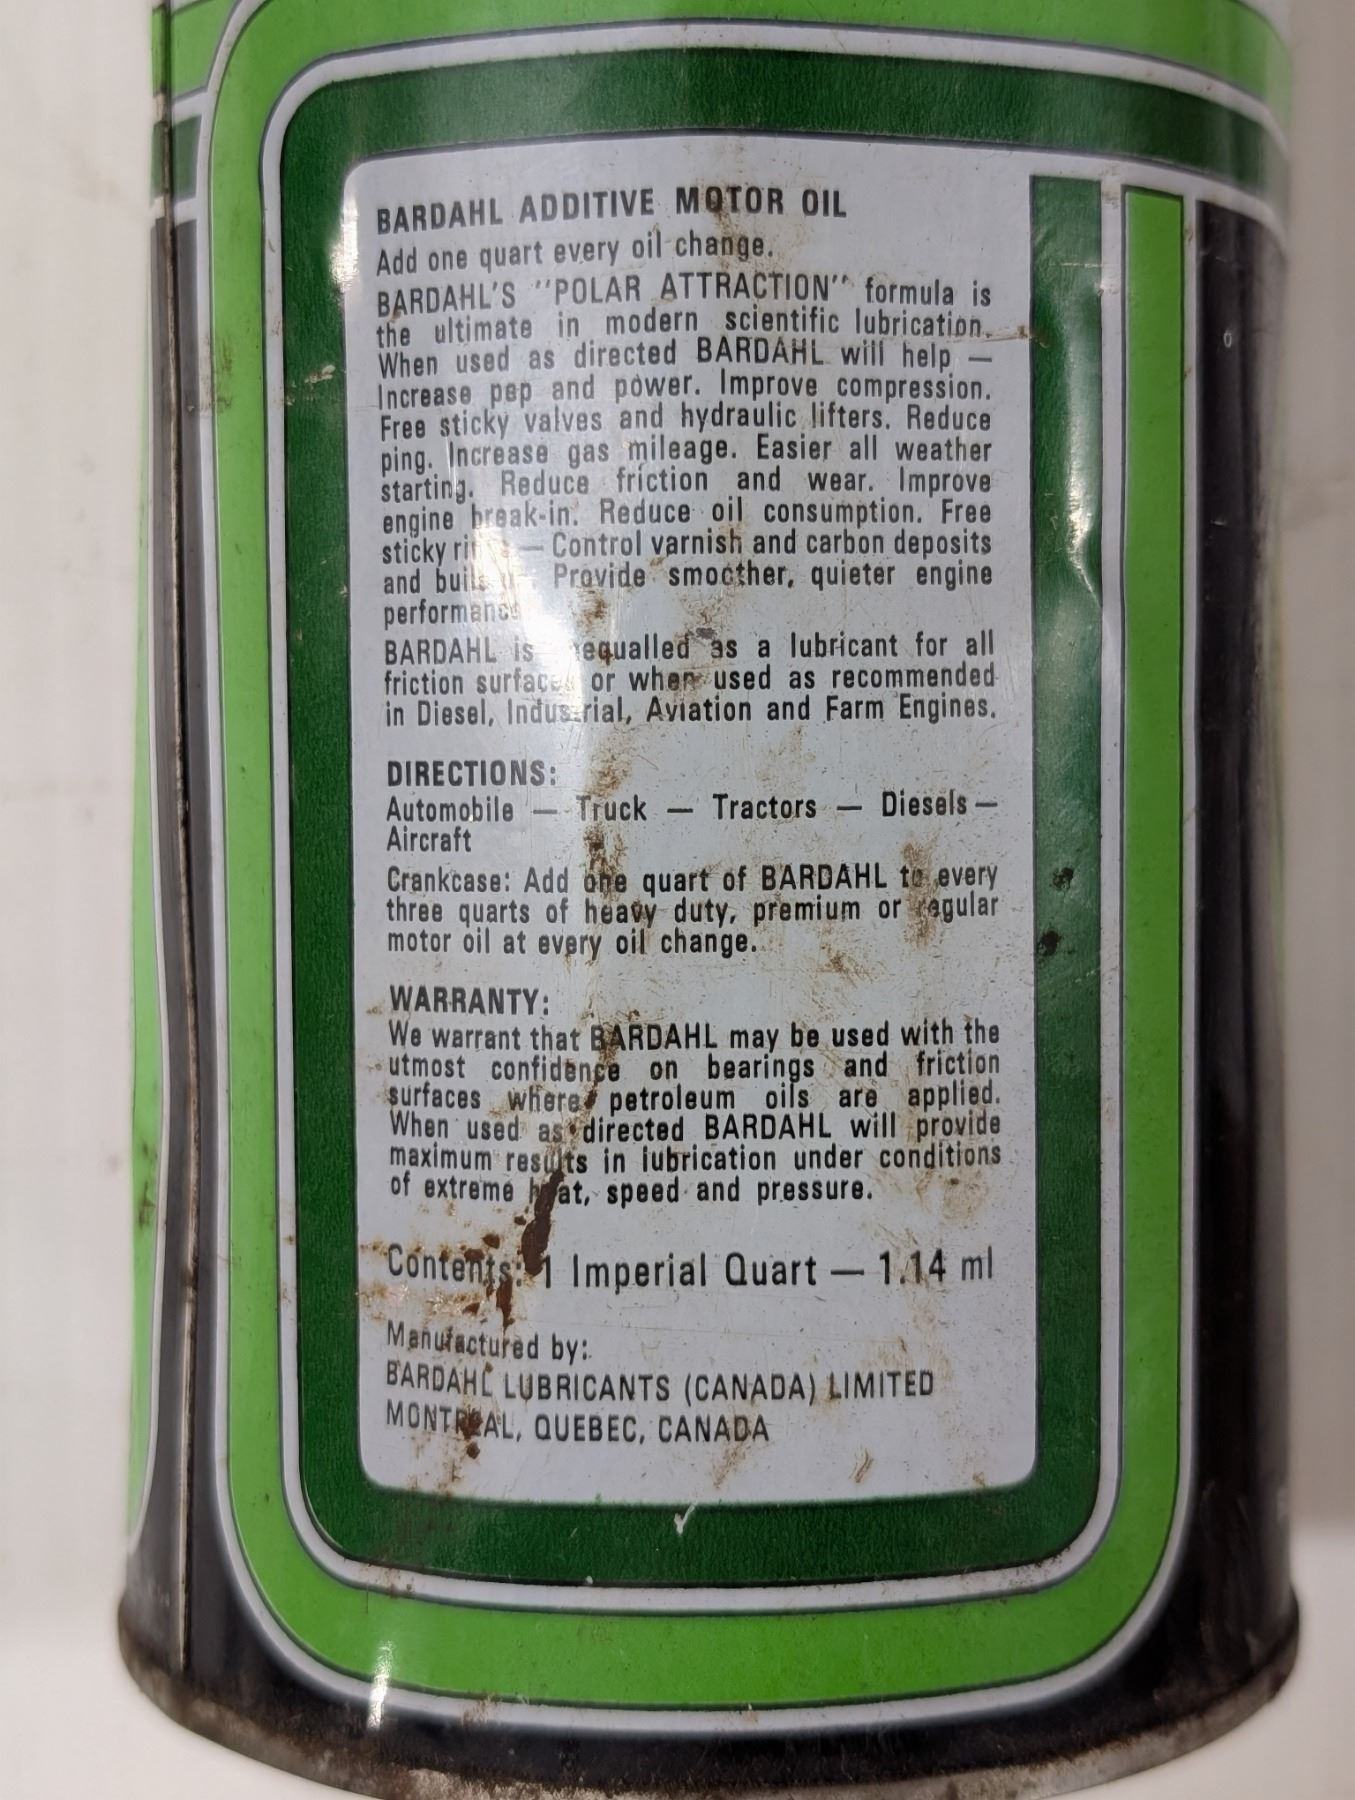 BARDAHL ADDITIVE MOTOR OIL
Add one quart every oil change.
BARDAHL'S "POLAR ATTRACTION" formula is
the ultimate in modern scientific lubrication.
When used as directed BARDAHL will help —
Increase pep and power. Improve compression.
Free sticky valves and hydraulic lifters. Reduce
ping. Increase gas mileage. Easier all weather
starting. Reduce friction and wear. Improve
engine break-in. Reduce oil consumption. Free
sticky — Control varnish and carbon deposits
and Provide smoother, quieter engine
performance
BARDAHL is as a lubricant for all
friction surfaces or when used as recommended
in Diesel, Industrial, Aviation and Farm Engines.
DIRECTIONS:
Automobile — Truck — Tractors — Diesels —
Aircraft
Crankcase: Add one quart of BARDAHL to every
three quarts of heavy duty, premium or regular
motor oil at every oil change.
WARRANTY:
We warrant that BARDAHL may be used with the
utmost confidence on bearings and friction
surfaces where petroleum oils are applied.
When used as directed BARDAHL will provide
maximum results in lubrication under conditions
of extreme heat, speed and pressure.
Contents: 1 Imperial Quart — 1.14 ml
Manufactured by:
BARDAHL LUBRICANTS (CANADA) LIMITED
MONTREAL, QUEBEC, CANADA